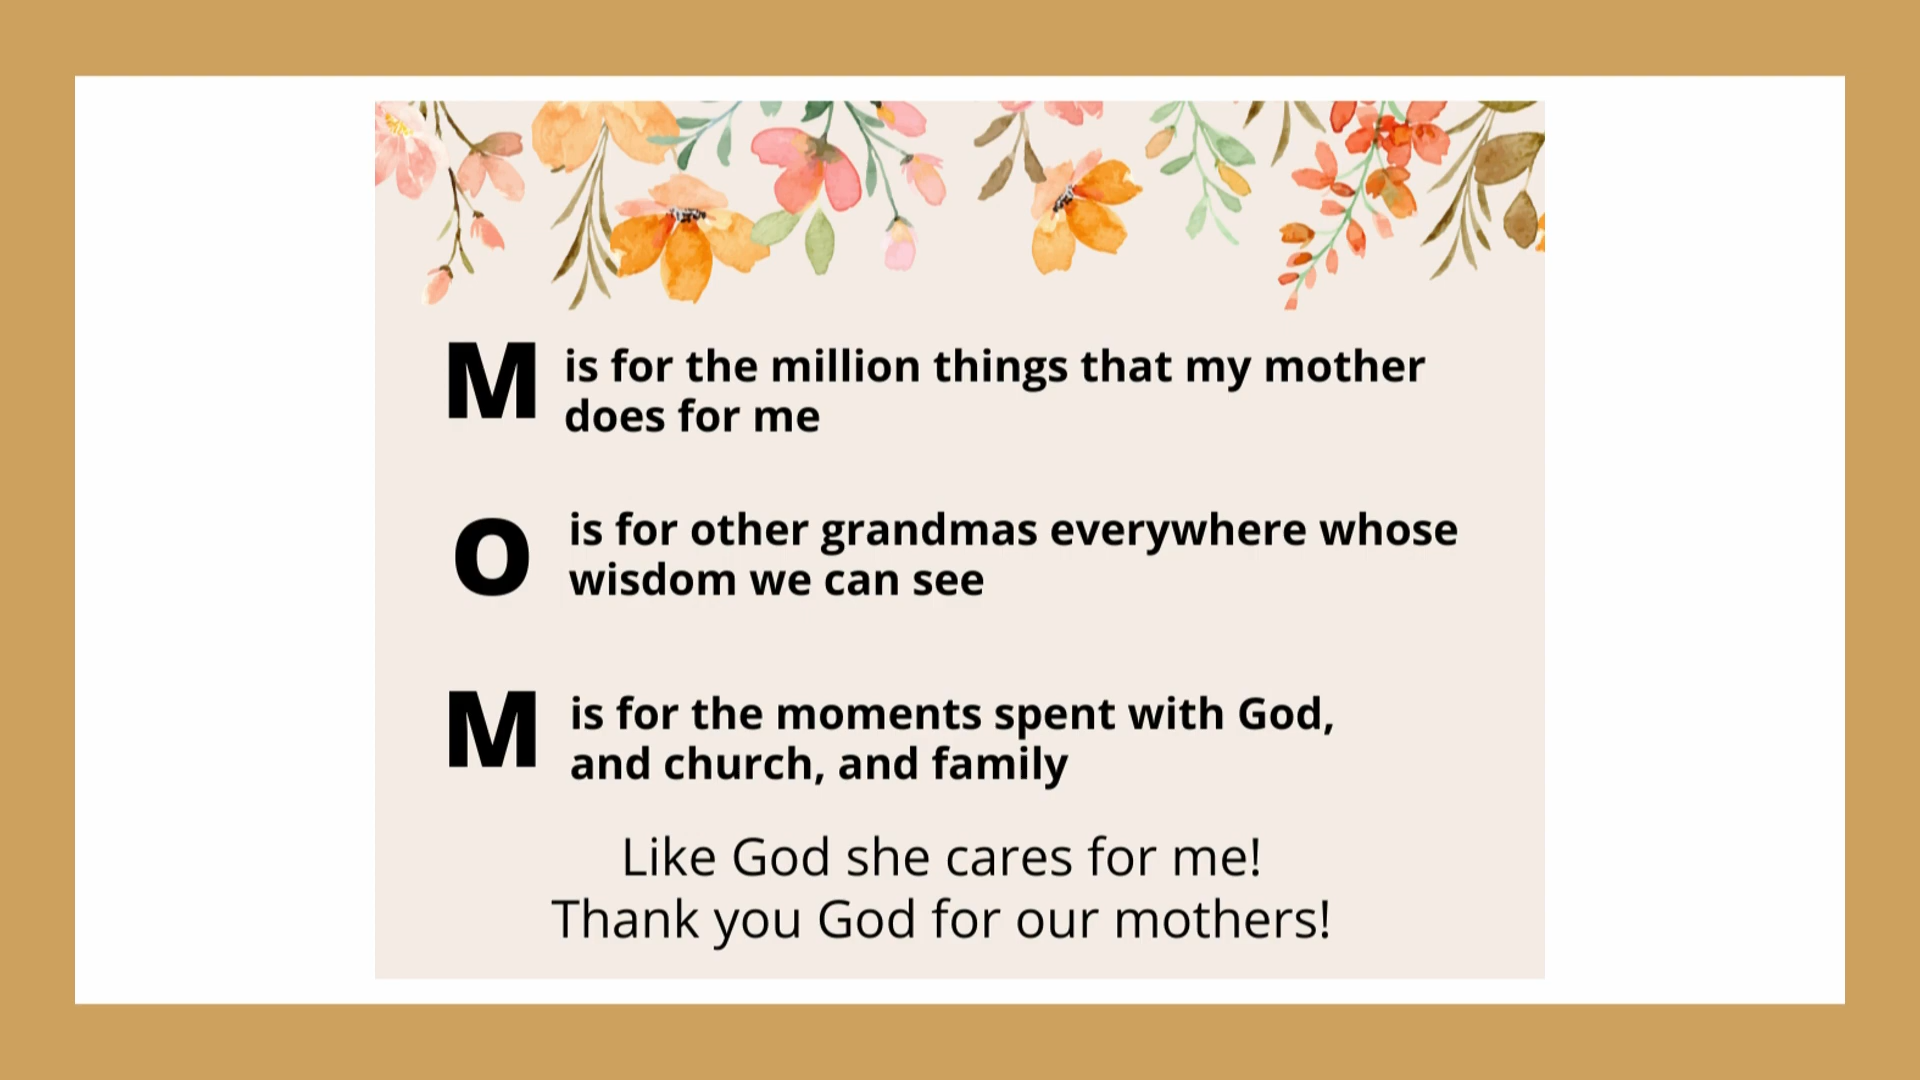 M is for the million things that my mother
does for me
O is for other grandmas everywhere whose
wisdom we can see
M is for the moments spent with God,
and church, and family
Like God she cares for me!
Thank you God for our mothers!